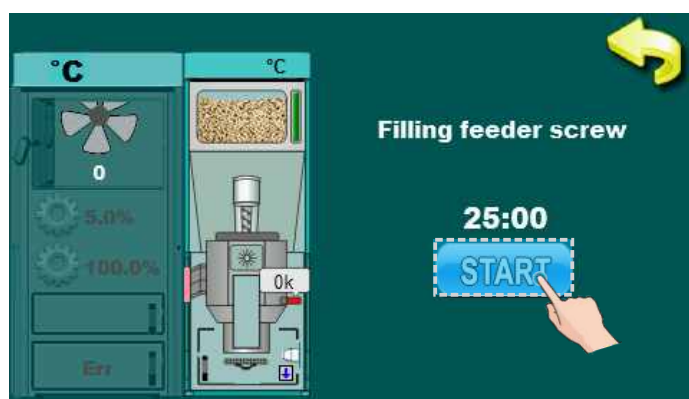 °C
°C
Filling feeder screw
0
25:00
5.0%
START
100.0%
0k
Err